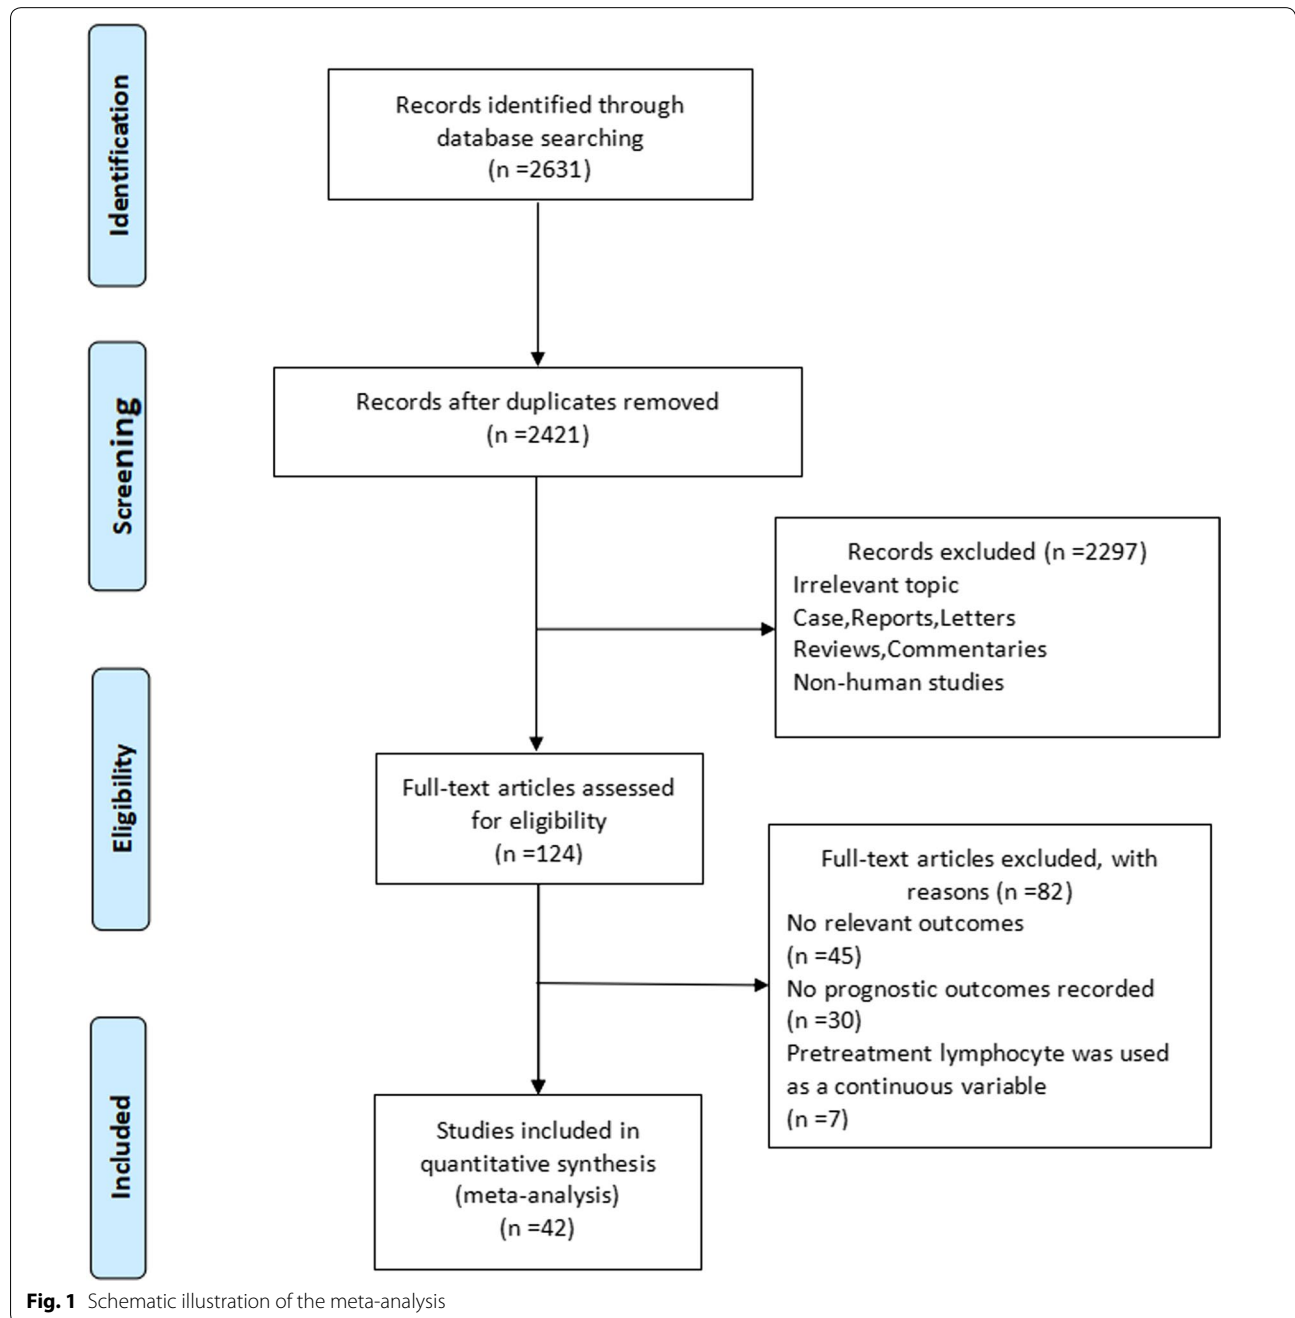 Identification
Records identified through
database searching
(n =2631)
Screening
Records after duplicates removed
(n =2421)
Records excluded (n =2297)
Irrelevant topic
Case,Reports,Letters
Reviews,Commentaries
Non-human studies
Eligibility
Full-text articles assessed
for eligibility
(n =124)
Full-text articles excluded, with
reasons (n =82)
No relevant outcomes
(n =45)
No prognostic outcomes recorded
(n =30)
Pretreatment lymphocyte was used
as a continuous variable
(n =7)
Included
Studies included in
quantitative synthesis
(meta-analysis)
(n =42)
Fig. 1 Schematic illustration of the meta-analysis